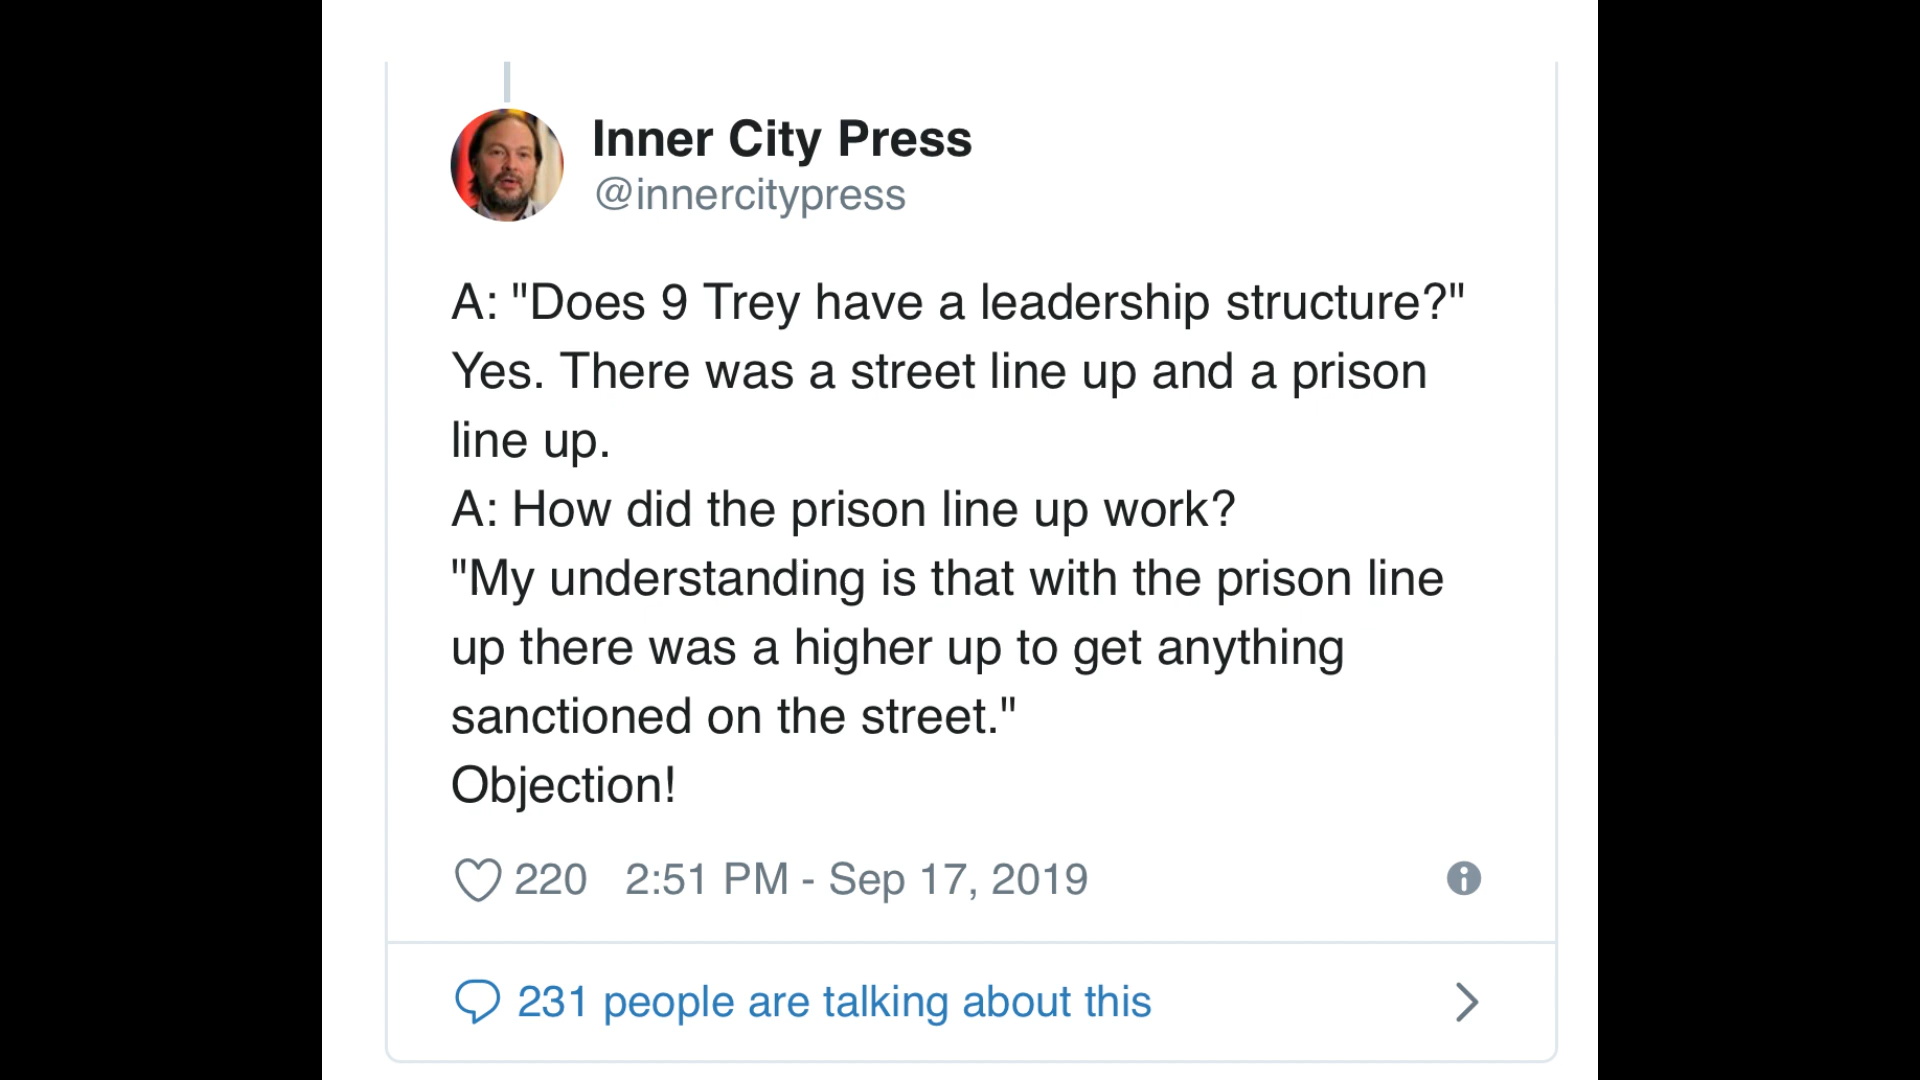 Inner City Press
@innercitypress
A: "Does 9 Trey have a leadership structure?"
Yes. There was a street line up and a prison
line up.
A: How did the prison line up work?
"My understanding is that with the prison line
up there was a higher up to get anything
sanctioned on the street."
Objection!
220 2:51 PM - Sep 17, 2019
231 people are talking about this